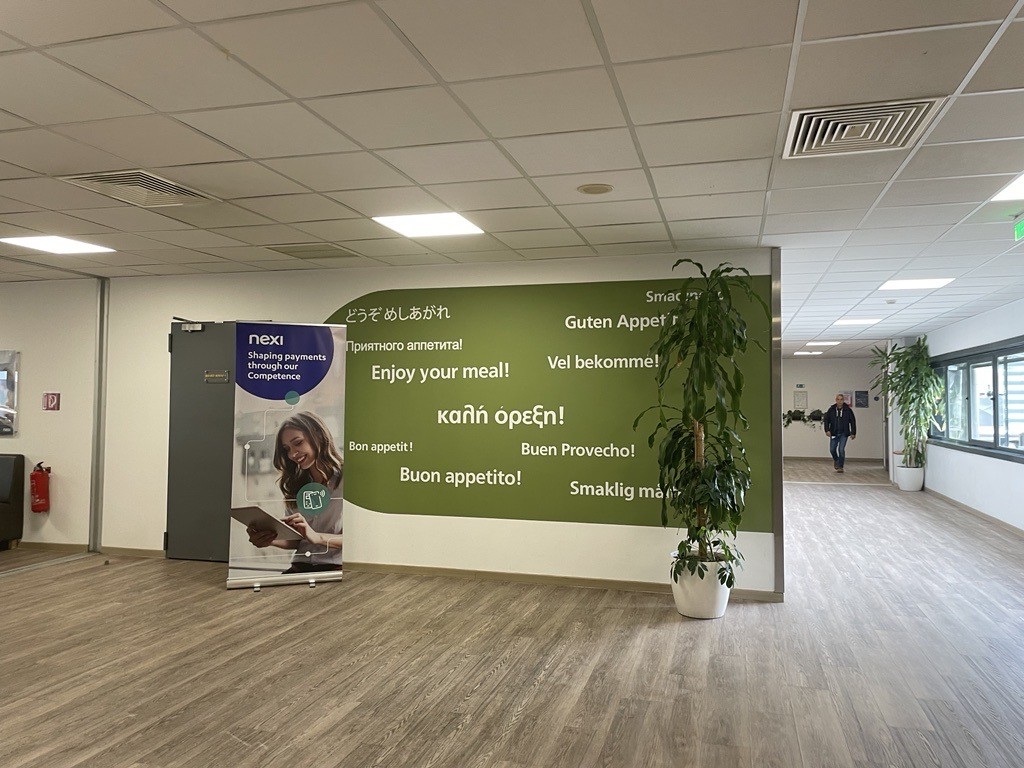 nexi
Shaping payments
through our
Competence
どうぞめしあがれ
Guten Appetit
Приятного аппетита!
Vel bekomme!
Enjoy your meal!
καλή όρεξη!
Bon appetit!
Buen Provecho!
Buon appetito!
Smaklig